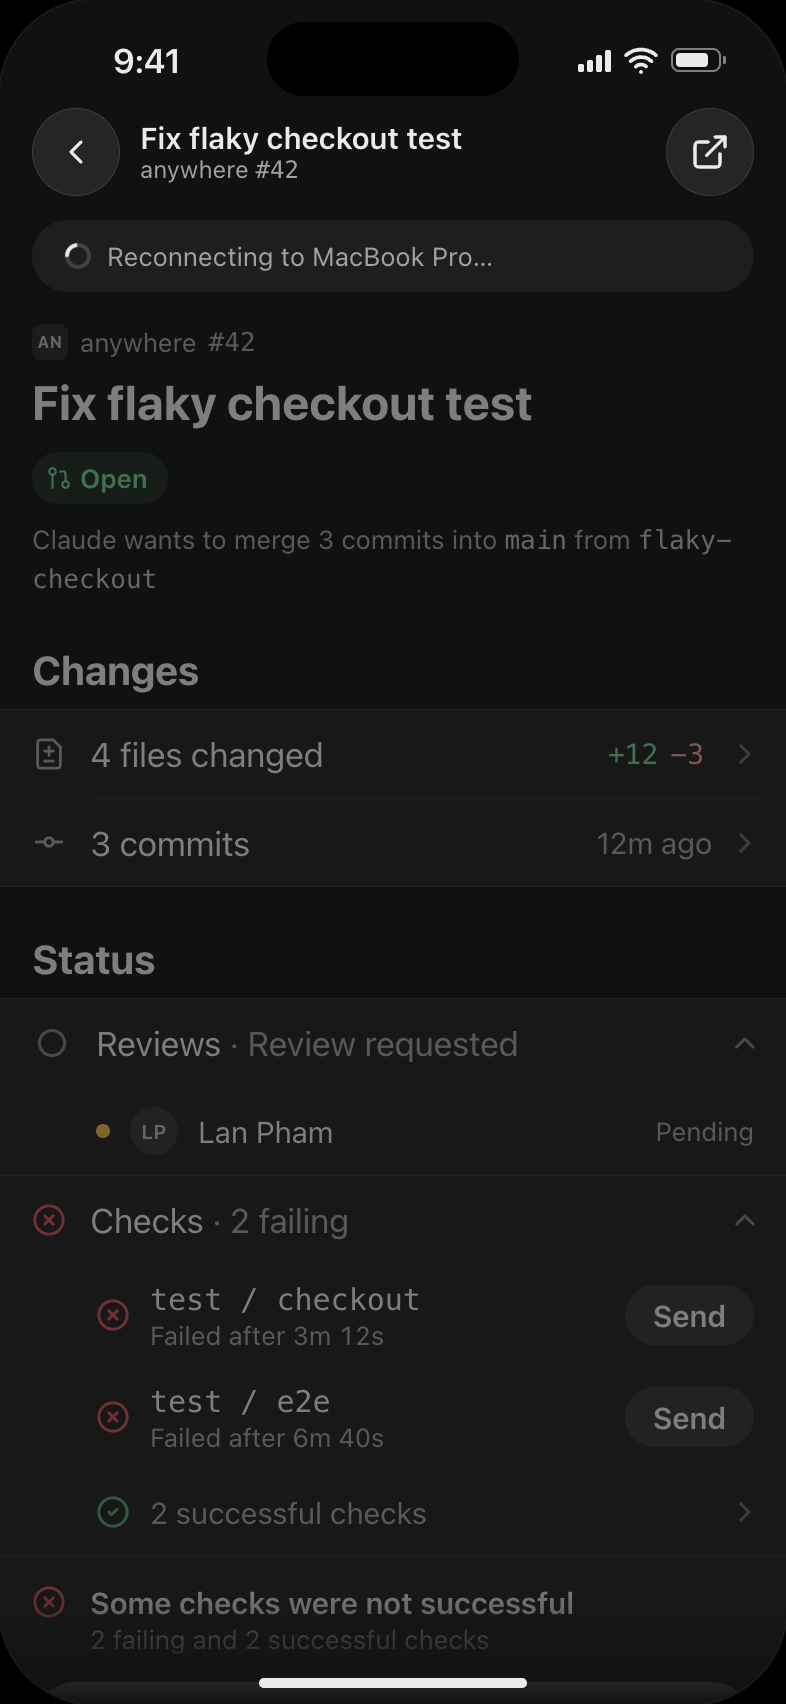 9:41
Fix flaky checkout test
anywhere #42
Reconnecting to MacBook Pro...
AN anywhere #42
Fix flaky checkout test
Open
Claude wants to merge 3 commits into main from flaky-
checkout
Changes
4 files changed +12 −3
3 commits 12m ago
Status
Reviews · Review requested
LP Lan Pham Pending
Checks · 2 failing
test / checkout
Failed after 3m 12s
Send
test / e2e
Failed after 6m 40s
Send
2 successful checks
Some checks were not successful
2 failing and 2 successful checks